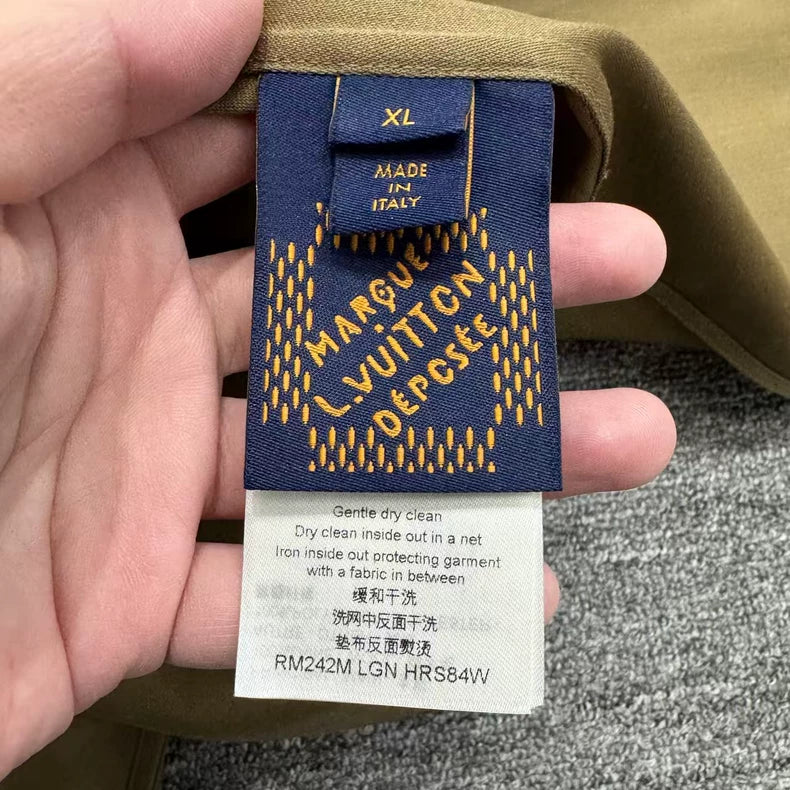 XL
MADE
IN
ITALY
MARQUE
L.VUITTON
DÉPOSÉE
Gentle dry clean
Dry clean inside out in a net
Iron inside out protecting garment
with a fabric in between
缓和干洗
洗网中反面干洗
垫布反面熨烫
RM242M LGN HRS84W